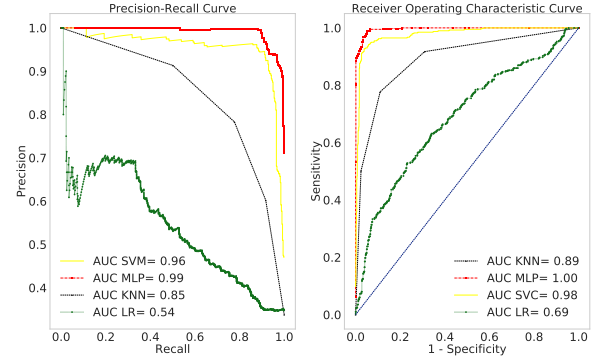 Precision-Recall Curve
1.0
0.9
0.8
0.7
0.6
0.5
0.4
Precision
AUC SVM= 0.96
AUC MLP= 0.99
AUC KNN= 0.85
AUC LR= 0.54
0.0 0.2 0.4 0.6 0.8 1.0
Recall
Receiver Operating Characteristic Curve
1.0
0.8
0.6
0.4
0.2
0.0
Sensitivity
AUC KNN= 0.89
AUC MLP= 1.00
AUC SVC= 0.98
AUC LR= 0.69
0.0 0.2 0.4 0.6 0.8 1.0
1 - Specificity